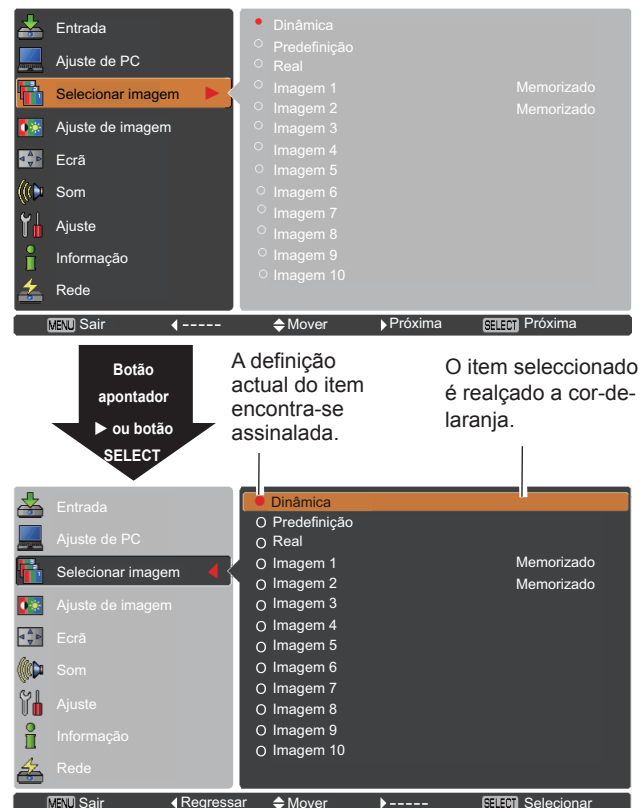 Entrada
Ajuste de PC
Selecionar imagem
Ajuste de imagem
Ecrã
Som
Ajuste
Informação
Rede
Dinâmica
Predefinição
Real
Imagem 1 Memorizado
Imagem 2 Memorizado
Imagem 3
Imagem 4
Imagem 5
Imagem 6
Imagem 7
Imagem 8
Imagem 9
Imagem 10
MENU Sair ◀ ----- Mover ▶ Próxima SELECT Próxima
Botão
apontador
▶ ou botão
SELECT
A definição
actual do item
encontra-se
assinalada.
O item seleccionado
é realçado a cor-de-
laranja.
Entrada
Ajuste de PC
Selecionar imagem
Ajuste de imagem
Ecrã
Som
Ajuste
Informação
Rede
Dinâmica
O Predefinição
O Real
O Imagem 1 Memorizado
O Imagem 2 Memorizado
O Imagem 3
O Imagem 4
O Imagem 5
O Imagem 6
O Imagem 7
O Imagem 8
O Imagem 9
O Imagem 10
MENU Sair ◀ Regressar Mover ▶ ----- SELECT Selecionar